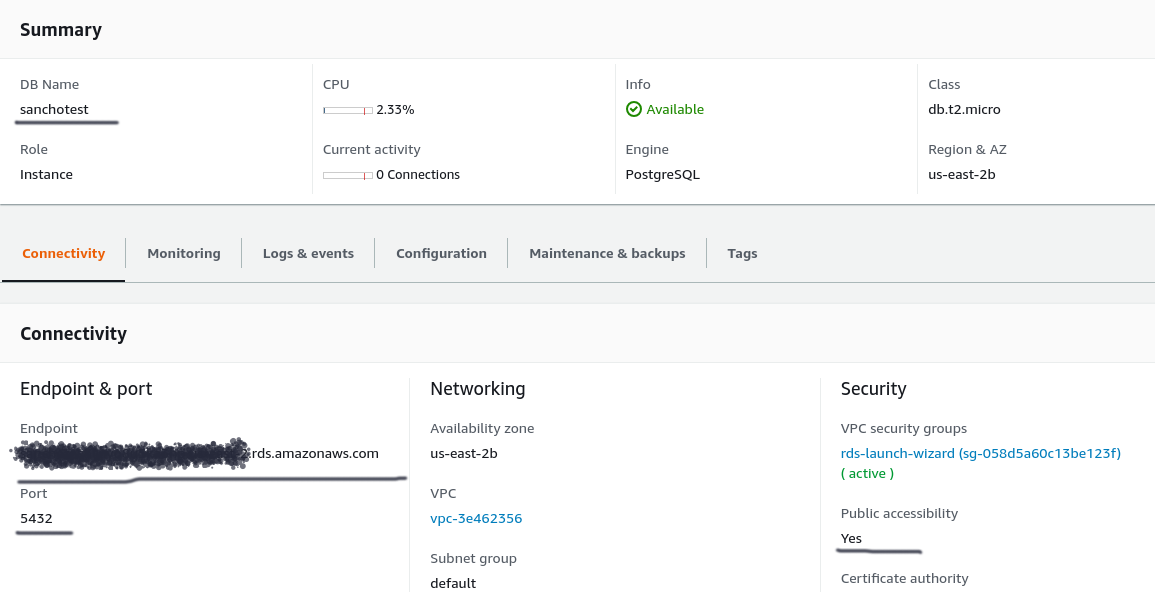 Summary
DB Name
sanchotest
CPU
2.33%
Info
Available
Class
db.t2.micro
Role
Instance
Current activity
0 Connections
Engine
PostgreSQL
Region & AZ
us-east-2b
Connectivity
Monitoring
Logs & events
Configuration
Maintenance & backups
Tags
Connectivity
Endpoint & port
Endpoint
.rds.amazonaws.com
Port
5432
Networking
Availability zone
us-east-2b
VPC
vpc-3e462356
Subnet group
default
Security
VPC security groups
rds-launch-wizard (sg-058d5a60c13be123f)
( active )
Public accessibility
Yes
Certificate authority